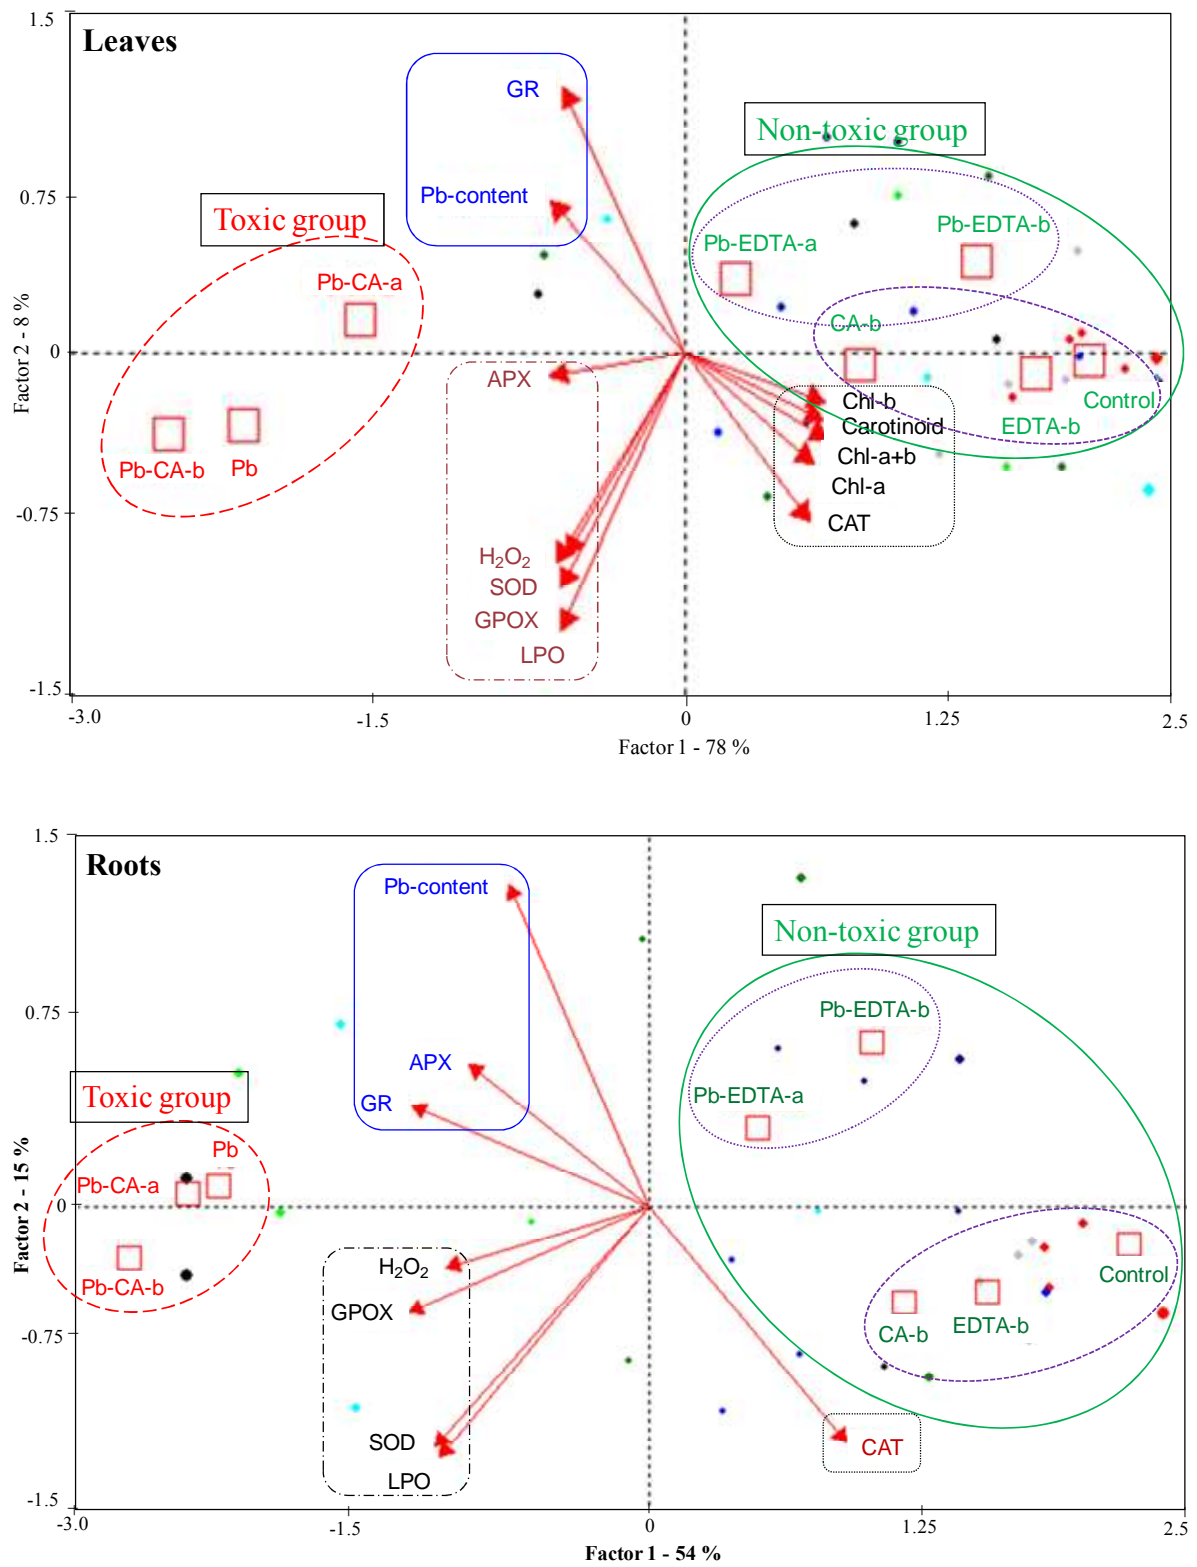 1.5
Leaves
GR
Non-toxic group
Pb-content
0.75
Toxic group
Pb-EDTA-b
Pb-EDTA-a
Pb-CA-a
CA-b
0
APX
Chl-b
Control
Carotinoid
EDTA-b
Chl-a+b
Pb-CA-b
Pb
Chl-a
-0.75
CAT
H2O2
SOD
GPOX
LPO
-1.5
-3.0
-1.5
0
1.25
2.5
Factor 1 - 78 %
Factor 2 - 8 %
1.5
Roots
Pb-content
Non-toxic group
0.75
Pb-EDTA-b
APX
Pb-EDTA-a
Toxic group
GR
Pb
Pb-CA-a
0
H2O2
Control
Pb-CA-b
GPOX
CA-b
EDTA-b
-0.75
SOD
CAT
LPO
-1.5
-3.0
-1.5
0
1.25
2.5
Factor 1 - 54 %
Factor 2 - 15 %